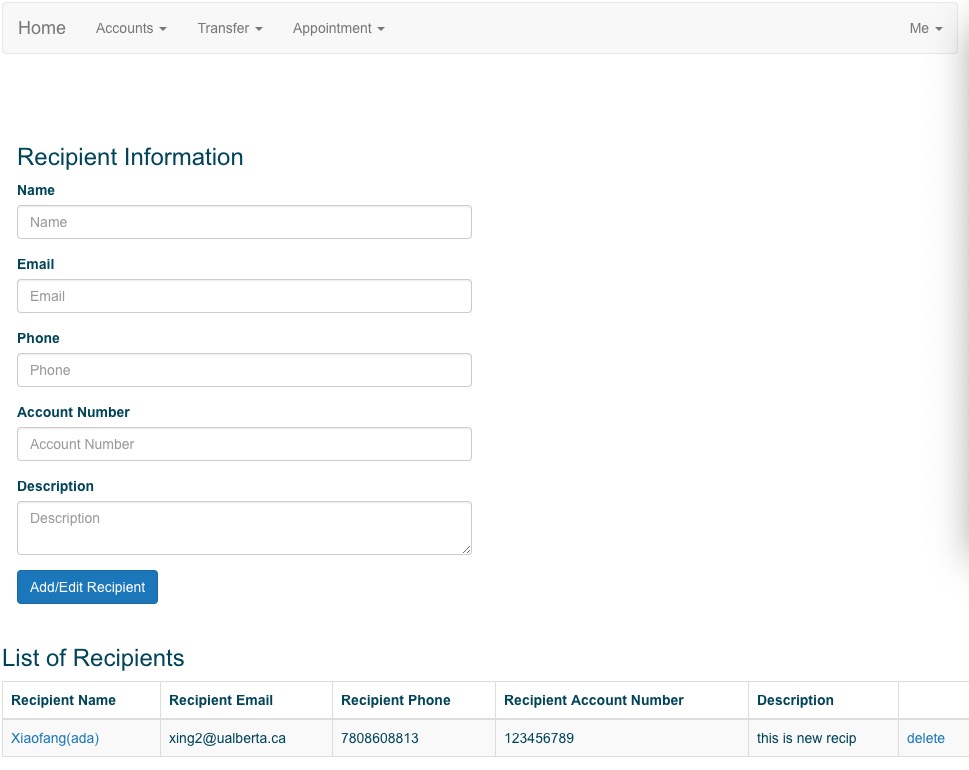 Home Accounts Transfer Appointment Me
Recipient Information
Name
Name
Email
Email
Phone
Phone
Account Number
Account Number
Description
Description
Add/Edit Recipient
List of Recipients
Recipient Name Recipient Email Recipient Phone Recipient Account Number Description
Xiaofang(ada) xing2@ualberta.ca 7808608813 123456789 this is new recip delete